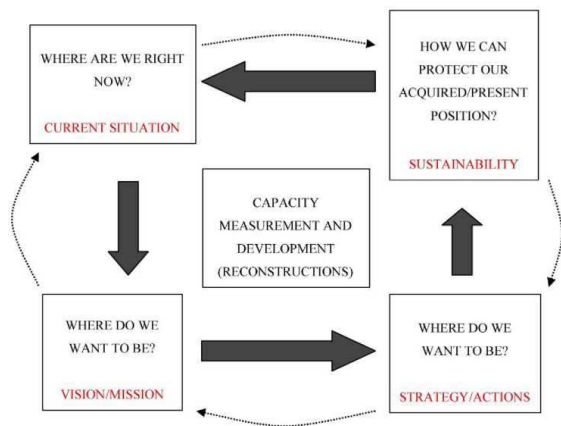 WHERE ARE WE RIGHT
NOW?
CURRENT SITUATION
HOW WE CAN
PROTECT OUR
ACQUIRED/PRESENT
POSITION?
SUSTAINABILITY
CAPACITY
MEASUREMENT AND
DEVELOPMENT
(RECONSTRUCTIONS)
WHERE DO WE
WANT TO BE?
VISION/MISSION
WHERE DO WE
WANT TO BE?
STRATEGY/ACTIONS